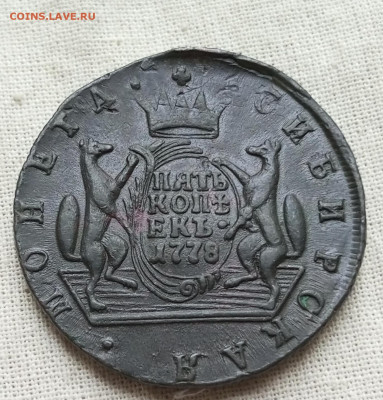 COINS.LAVE.RU
МОНЕТА СИБИРСКАЯ
ПЯТЬ
КОПѢ
ЕКЪ
1778